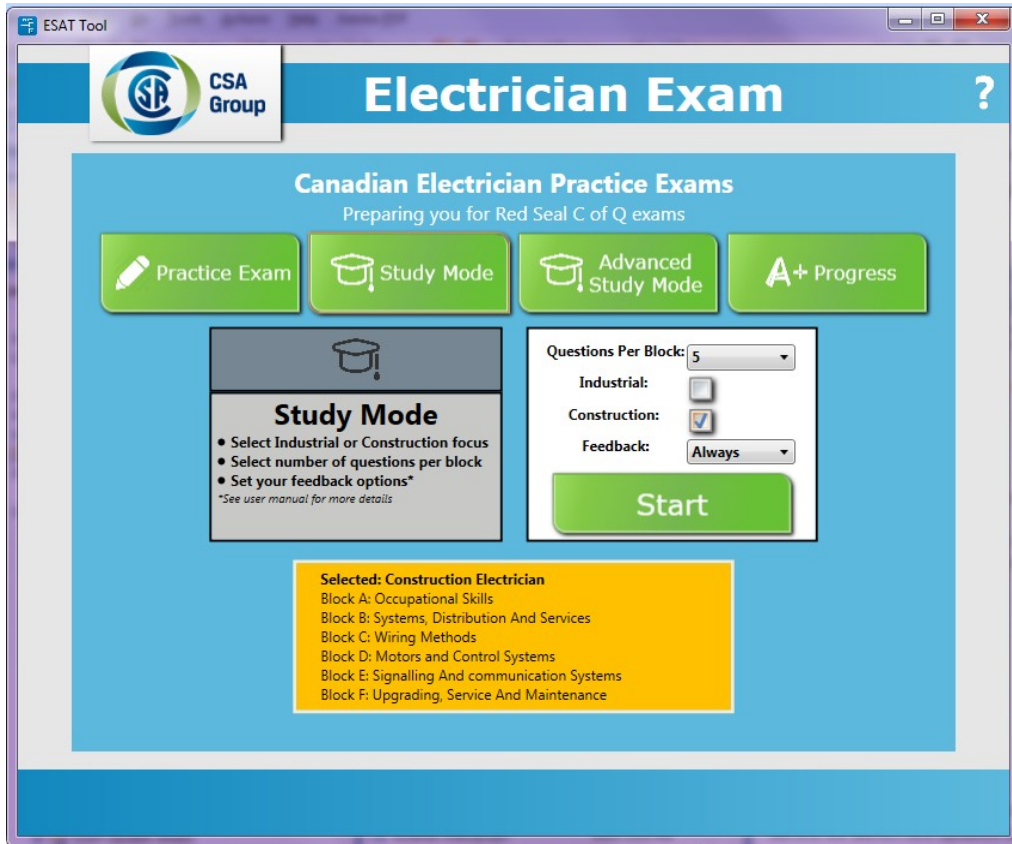 ESAT Tool
CSA
Group
Electrician Exam
?
Canadian Electrician Practice Exams
Preparing you for Red Seal C of Q exams
Practice Exam
Study Mode
Advanced
Study Mode
A+ Progress
Study Mode
• Select Industrial or Construction focus
• Select number of questions per block
• Set your feedback options*
*See user manual for more details
Questions Per Block: 5
Industrial:
Construction:
Feedback: Always
Start
Selected: Construction Electrician
Block A: Occupational Skills
Block B: Systems, Distribution And Services
Block C: Wiring Methods
Block D: Motors and Control Systems
Block E: Signalling And communication Systems
Block F: Upgrading, Service And Maintenance